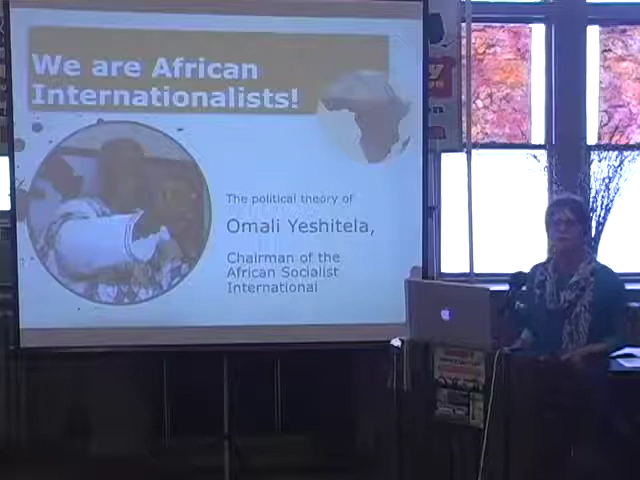 We are African
Internationalists!
The political theory of
Omali Yeshitela,
Chairman of the
African Socialist
International